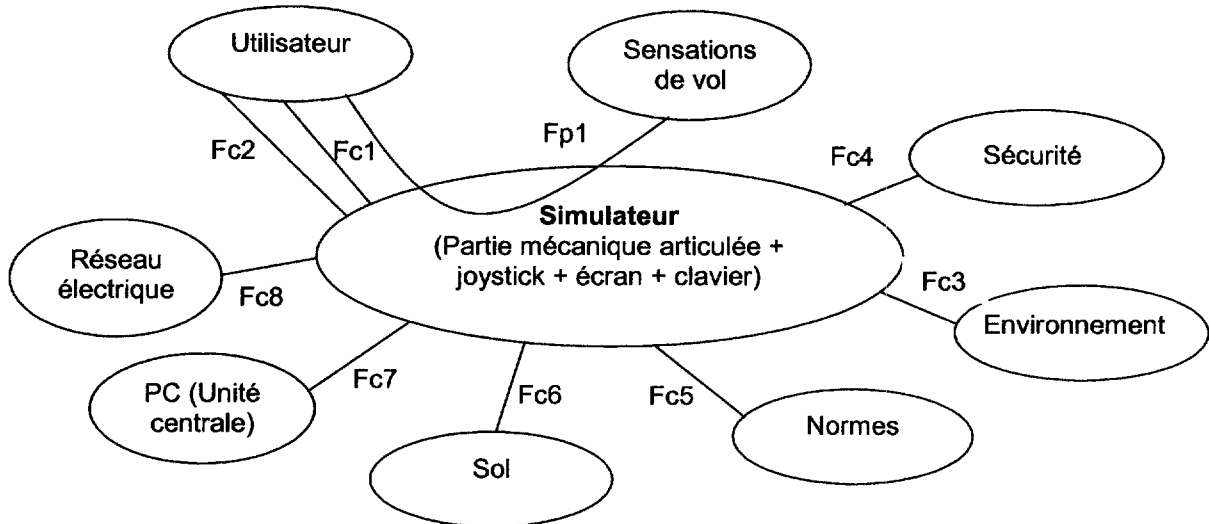 Utilisateur
Sensations
de vol
Fp1
Fc2
Fc1
Fc4
Sécurité
Simulateur
(Partie mécanique articulée +
joystick + écran + clavier)
Réseau
électrique
Fc8
Fc3
Environnement
PC (Unité
centrale)
Fc7
Fc6
Fc5
Normes
Sol